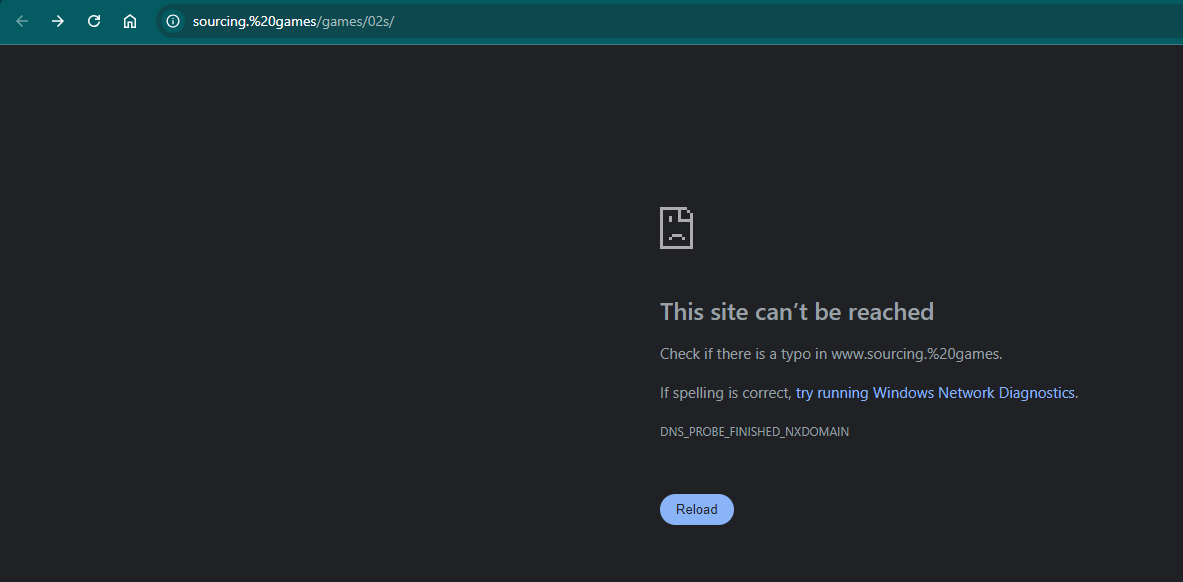 sourcing.%20games/games/02s/
This site can’t be reached
Check if there is a typo in www.sourcing.%20games.
If spelling is correct, try running Windows Network Diagnostics.
DNS_PROBE_FINISHED_NXDOMAIN
Reload